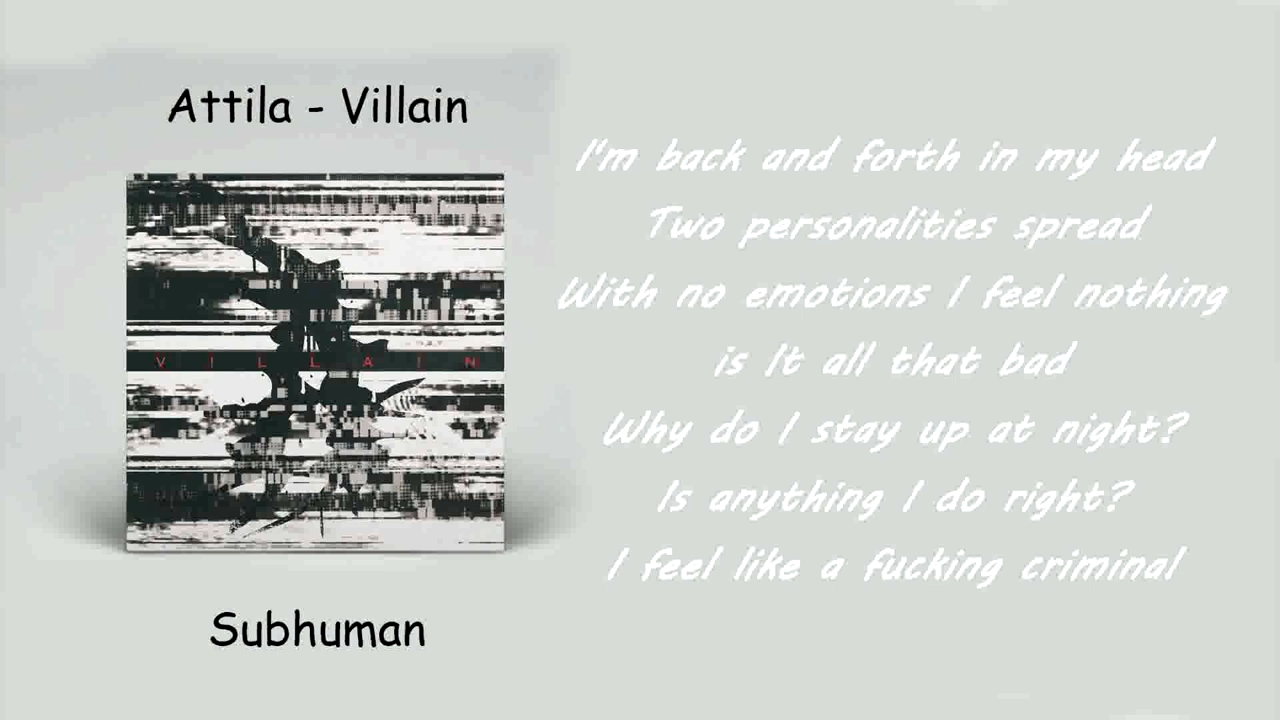 Attila - Villain
VILLAIN
Subhuman
I'm back and forth in my head
Two personalities spread
With no emotions I feel nothing
is It all that bad
Why do I stay up at night?
Is anything I do right?
I feel like a fucking criminal